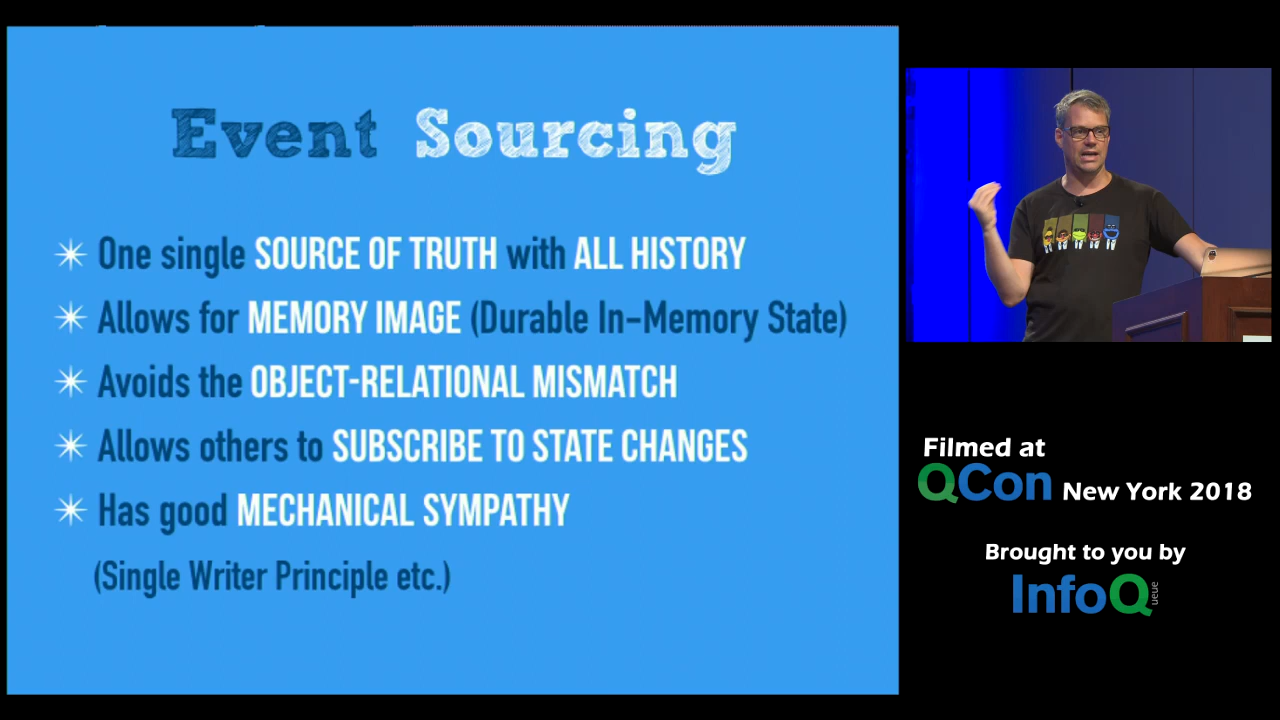 Event Sourcing
One single SOURCE OF TRUTH with ALL HISTORY
Allows for MEMORY IMAGE (Durable In-Memory State)
Avoids the OBJECT-RELATIONAL MISMATCH
Allows others to SUBSCRIBE TO STATE CHANGES
Has good MECHANICAL SYMPATHY
(Single Writer Principle etc.)
Filmed at
QCon New York 2018
Brought to you by
InfoQ
ueue